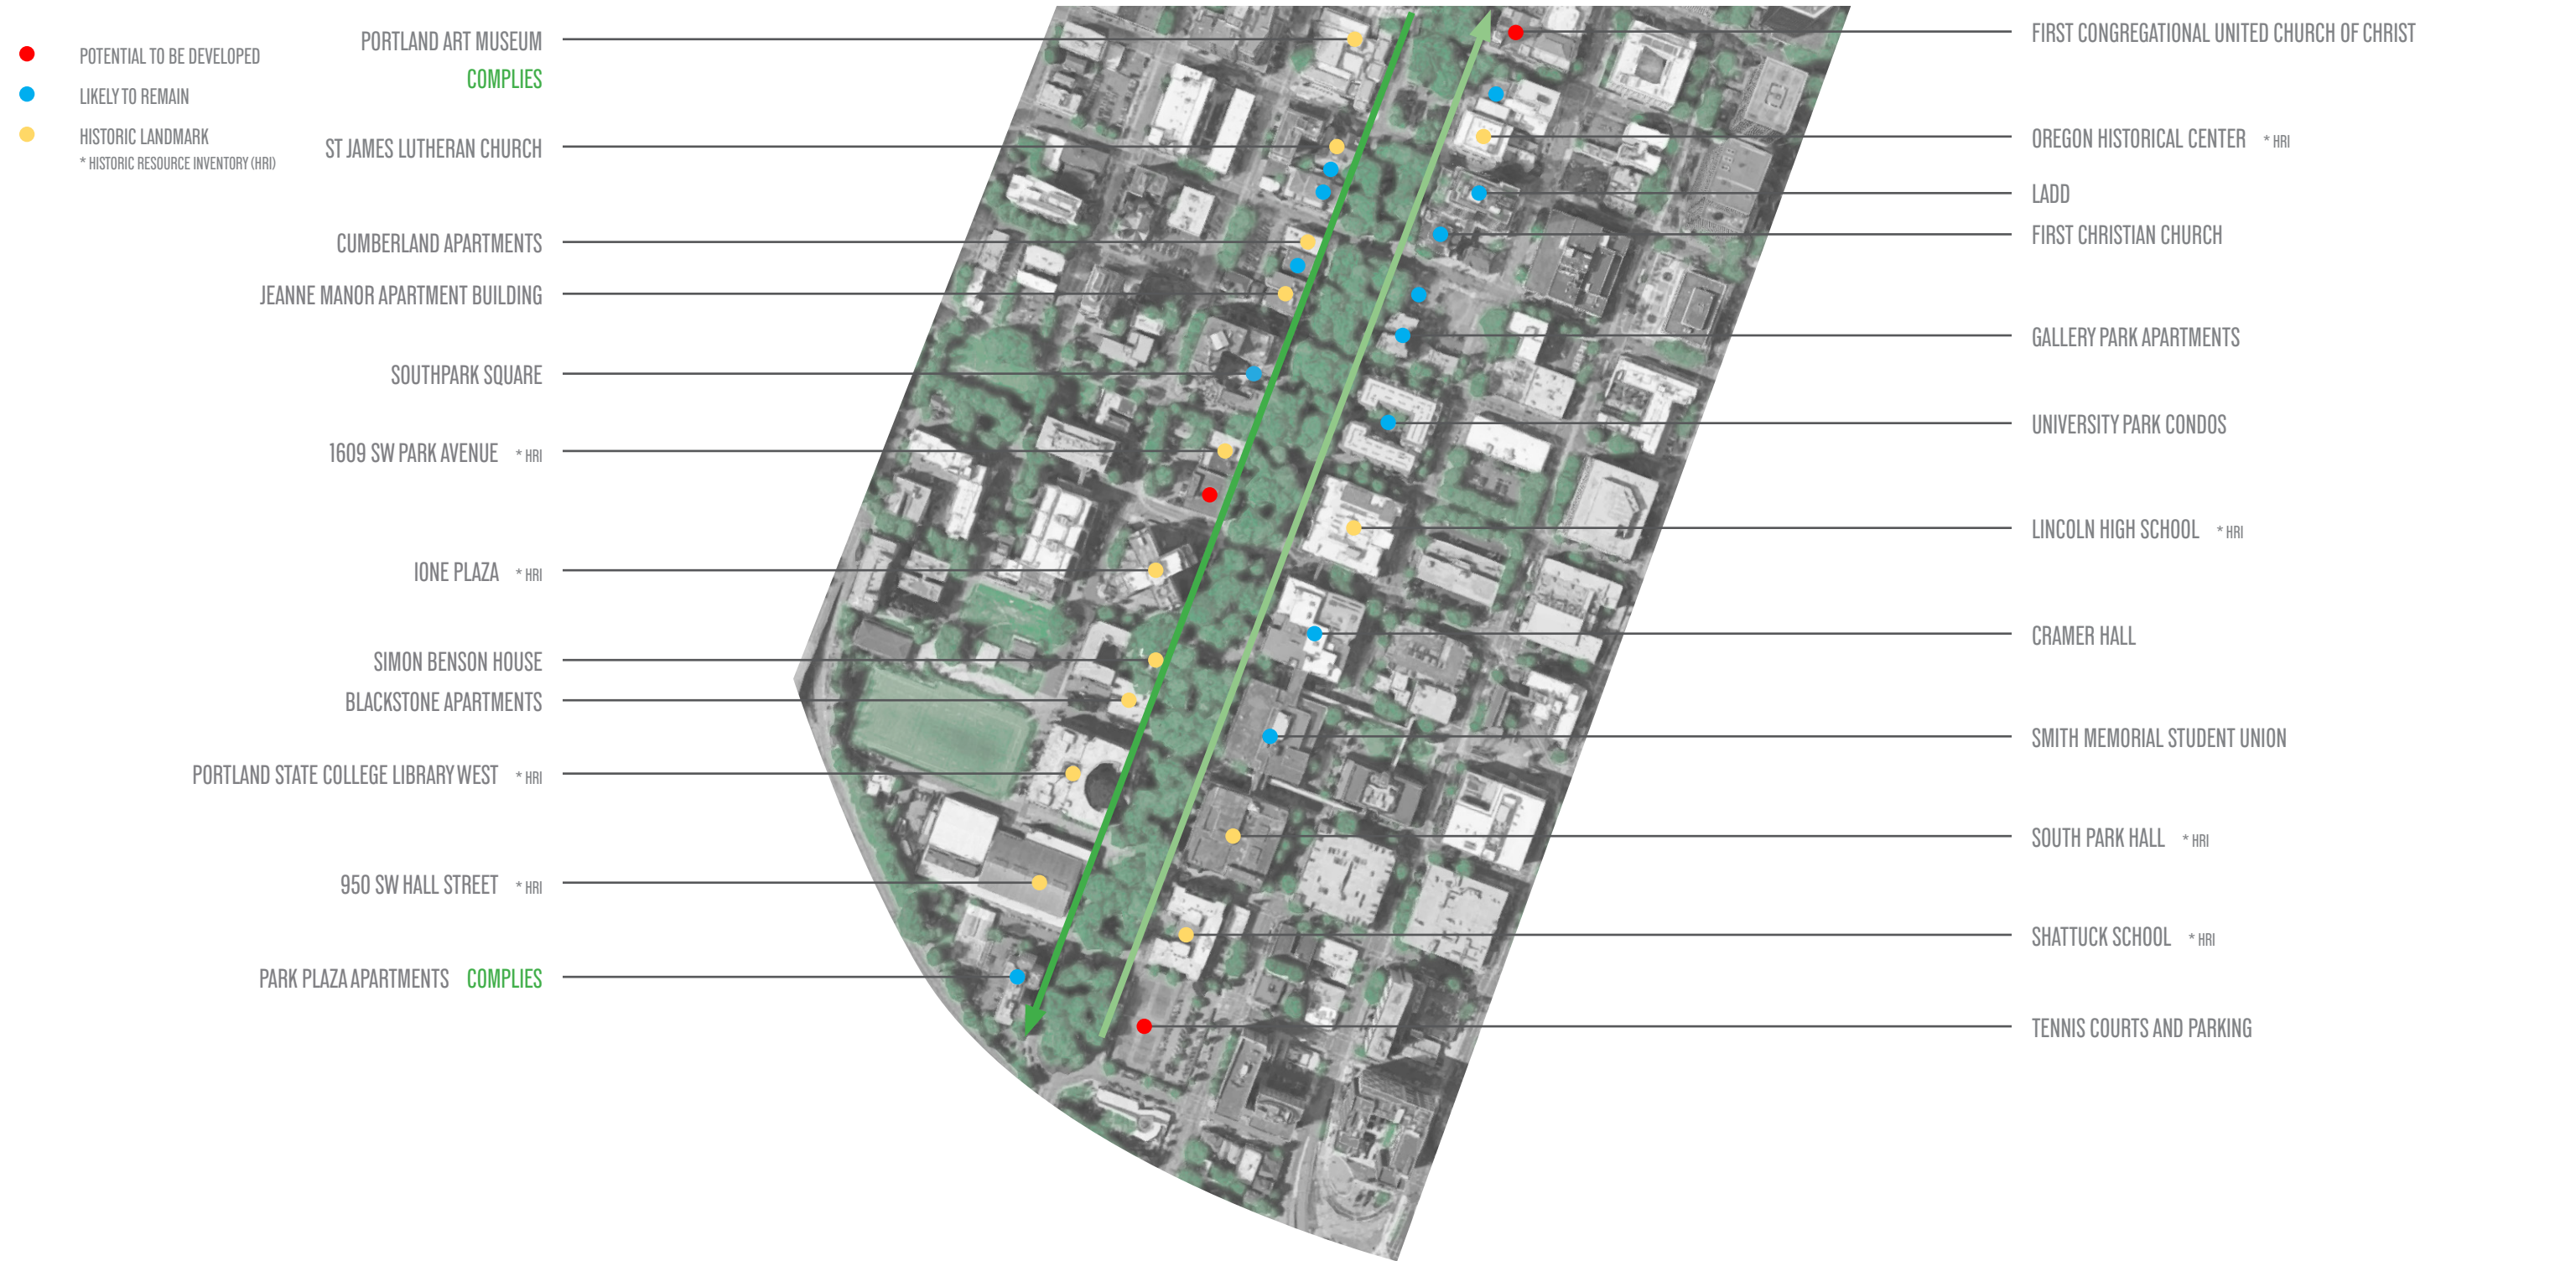 POTENTIAL TO BE DEVELOPED
LIKELY TO REMAIN
HISTORIC LANDMARK
* HISTORIC RESOURCE INVENTORY (HRI)
PORTLAND ART MUSEUM
COMPLIES
ST JAMES LUTHERAN CHURCH
CUMBERLAND APARTMENTS
JEANNE MANOR APARTMENT BUILDING
SOUTHPARK SQUARE
1609 SW PARK AVENUE * HRI
IONE PLAZA * HRI
SIMON BENSON HOUSE
BLACKSTONE APARTMENTS
PORTLAND STATE COLLEGE LIBRARY WEST * HRI
950 SW HALL STREET * HRI
PARK PLAZA APARTMENTS COMPLIES
FIRST CONGREGATIONAL UNITED CHURCH OF CHRIST
OREGON HISTORICAL CENTER * HRI
LADD
FIRST CHRISTIAN CHURCH
GALLERY PARK APARTMENTS
UNIVERSITY PARK CONDOS
LINCOLN HIGH SCHOOL * HRI
CRAMER HALL
SMITH MEMORIAL STUDENT UNION
SOUTH PARK HALL * HRI
SHATTUCK SCHOOL * HRI
TENNIS COURTS AND PARKING